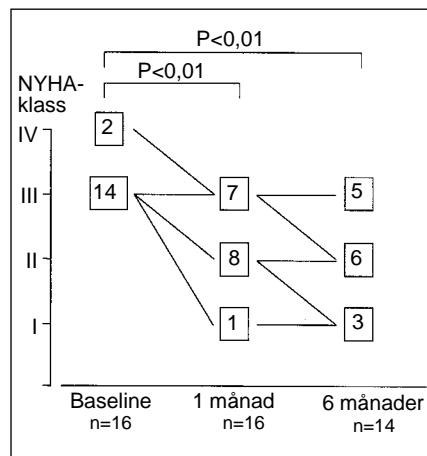 P<0,01
P<0,01
NYHA-
klass
IV 2
III 14 7 5
II 8 6
I 1 3
Baseline 1 månad 6 månader
n=16 n=16 n=14